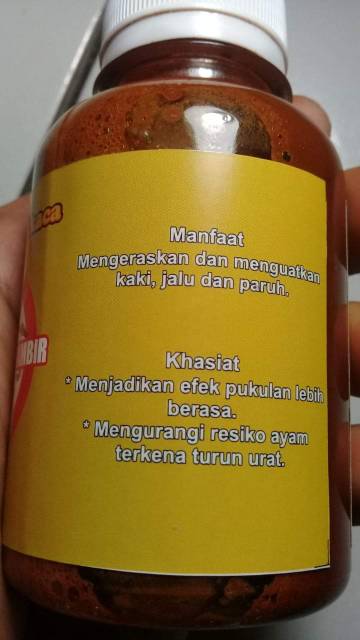 Manfaat
Mengeraskan dan menguatkan
kaki, jalu dan paruh.
Khasiat
* Menjadikan efek pukulan lebih
berasa.
* Mengurangi resiko ayam
terkena turun urat.